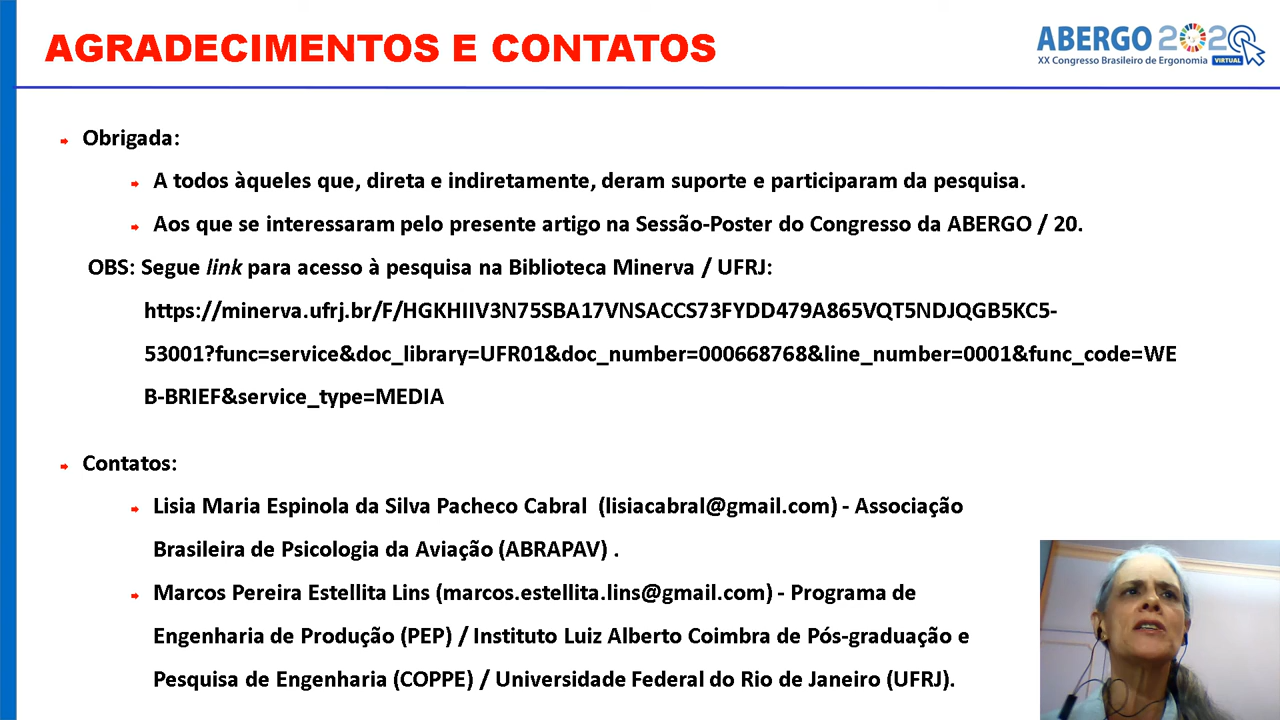 AGRADECIMENTOS E CONTATOS
ABERGO 2020
XX Congresso Brasileiro de Ergonomia VIRTUAL
Obrigada:
A todos àqueles que, direta e indiretamente, deram suporte e participaram da pesquisa.
Aos que se interessaram pelo presente artigo na Sessão-Poster do Congresso da ABERGO / 20.
OBS: Segue link para acesso à pesquisa na Biblioteca Minerva / UFRJ:
https://minerva.ufrj.br/F/HGKHIIV3N75SBA17VNSACCS73FYDD479A865VQT5NDJQGB5KC5-
53001?func=service&doc_library=UFR01&doc_number=000668768&line_number=0001&func_code=WE
B-BRIEF&service_type=MEDIA
Contatos:
Lisia Maria Espinola da Silva Pacheco Cabral  (lisiacabral@gmail.com) - Associação
Brasileira de Psicologia da Aviação (ABRAPAV) .
Marcos Pereira Estellita Lins (marcos.estellita.lins@gmail.com) - Programa de
Engenharia de Produção (PEP) / Instituto Luiz Alberto Coimbra de Pós-graduação e
Pesquisa de Engenharia (COPPE) / Universidade Federal do Rio de Janeiro (UFRJ).